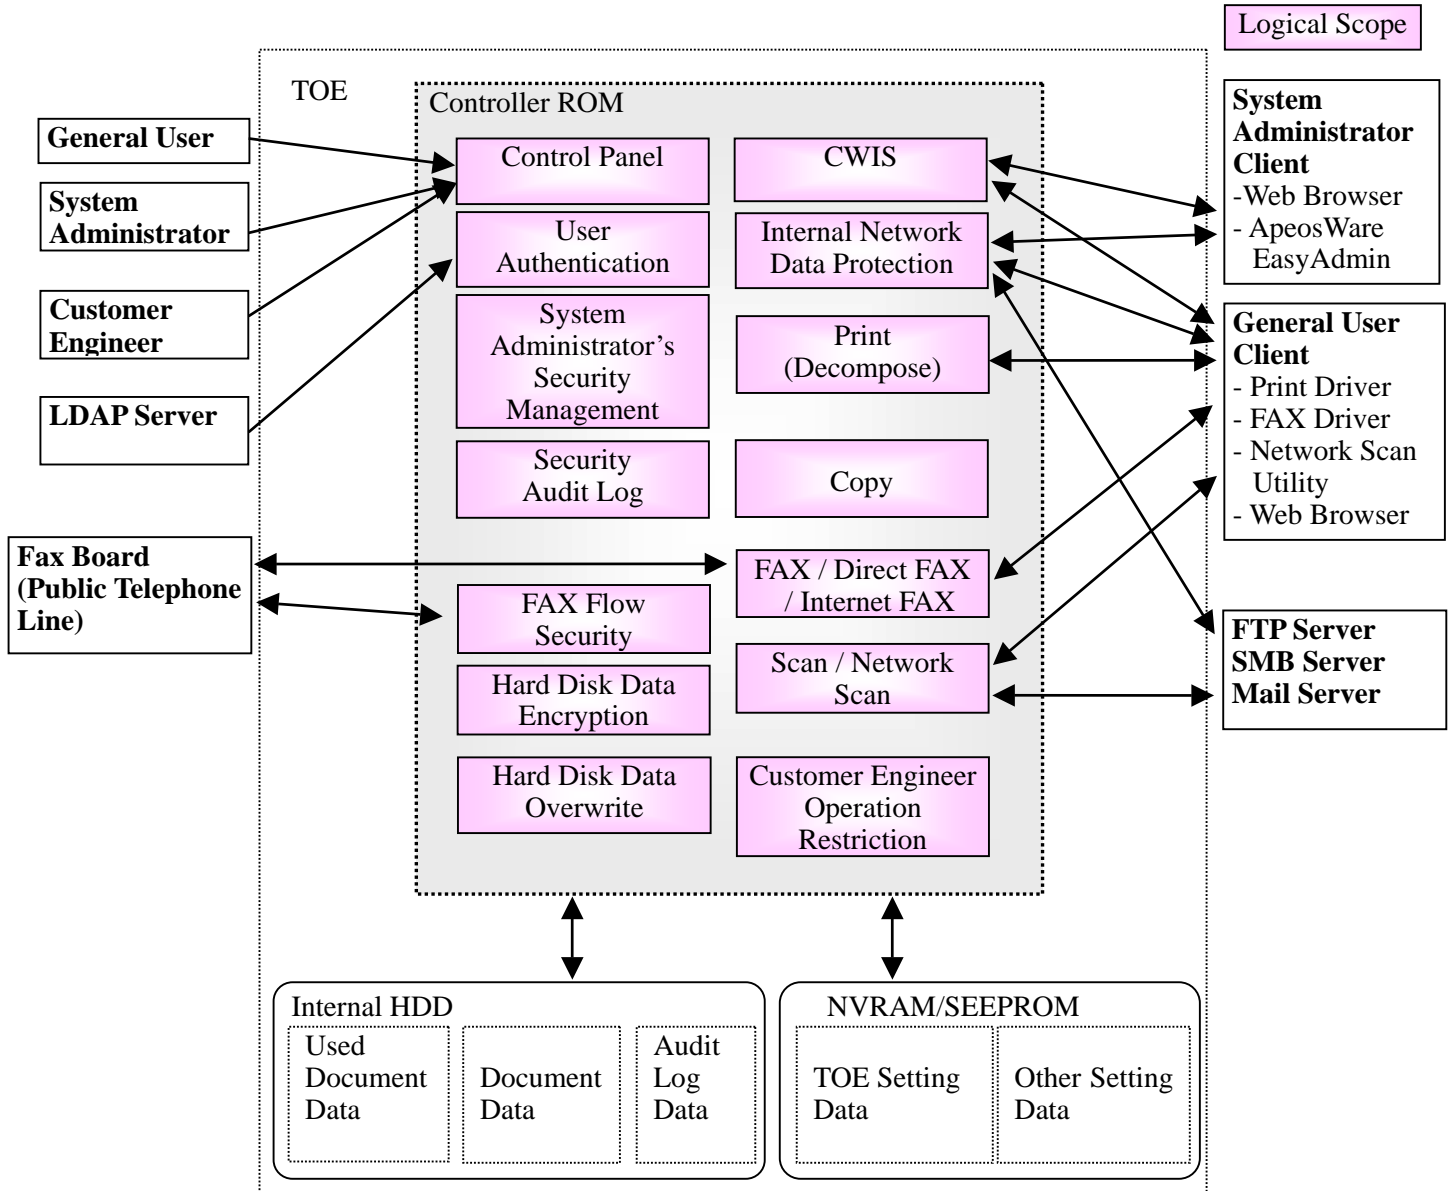 Logical Scope
TOE
Controller ROM
General User
System
Administrator
Customer
Engineer
LDAP Server
Fax Board
(Public Telephone
Line)
Control Panel
User
Authentication
System
Administrator’s
Security
Management
Security
Audit Log
FAX Flow
Security
Hard Disk Data
Encryption
Hard Disk Data
Overwrite
CWIS
Internal Network
Data Protection
Print
(Decompose)
Copy
FAX / Direct FAX
/ Internet FAX
Scan / Network
Scan
Customer Engineer
Operation
Restriction
System
Administrator
Client
-Web Browser
- ApeosWare
EasyAdmin
General User
Client
- Print Driver
- FAX Driver
- Network Scan
Utility
- Web Browser
FTP Server
SMB Server
Mail Server
Internal HDD
Used
Document
Data
Document
Data
Audit
Log
Data
NVRAM/SEEPROM
TOE Setting
Data
Other Setting
Data